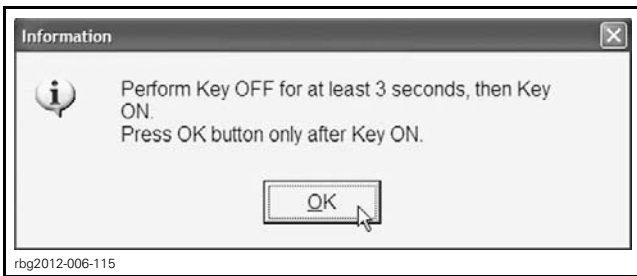 Information
Perform Key OFF for at least 3 seconds, then Key
ON.
Press OK button only after Key ON.
OK
rbg2012-006-115